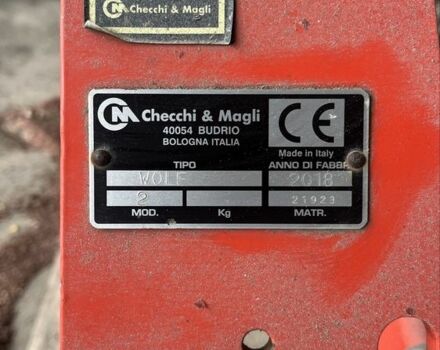 Checchi & Magli
CM Checchi & Magli
40054 BUDRIO
BOLOGNA ITALIA
CE
Made in Italy
TIPO ANNO DI FABBR.
WOLF 2018
2 21923
MOD. Kg MATR.